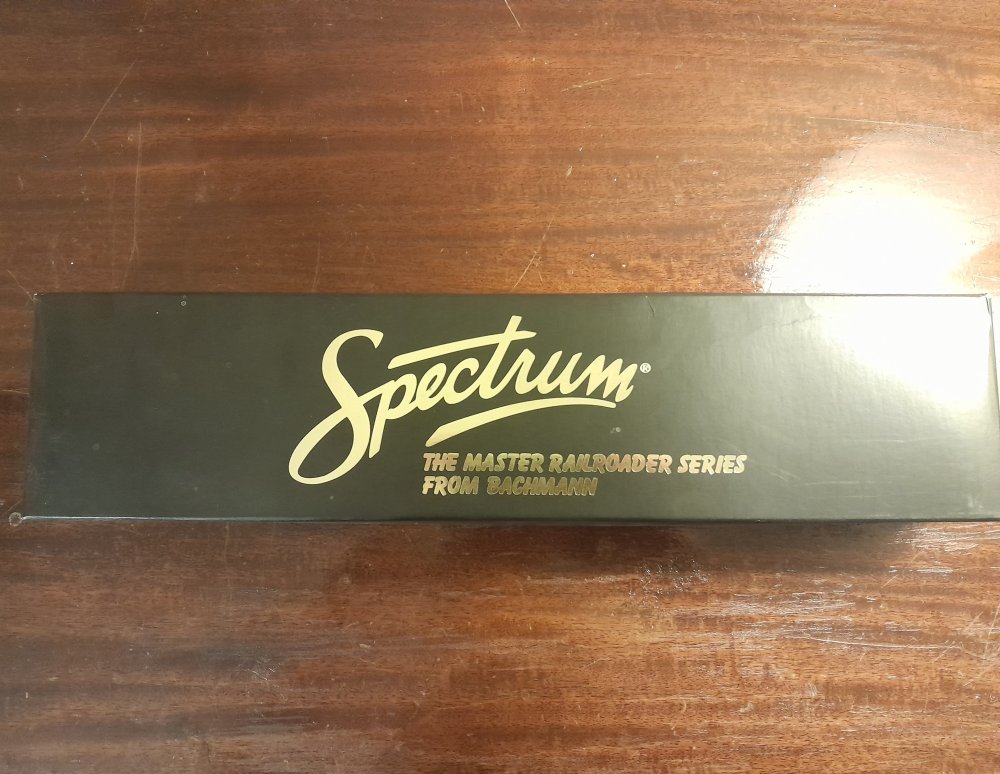 Spectrum®
THE MASTER RAILROADER SERIES
FROM BACHMANN